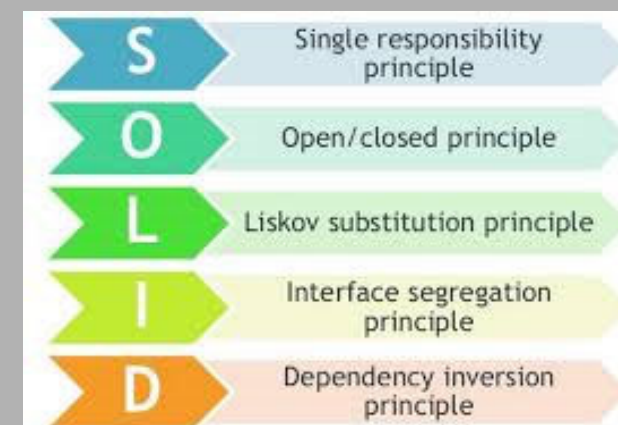 S
Single responsibility
principle
O
Open/closed principle
L
Liskov substitution principle
I
Interface segregation
principle
D
Dependency inversion
principle